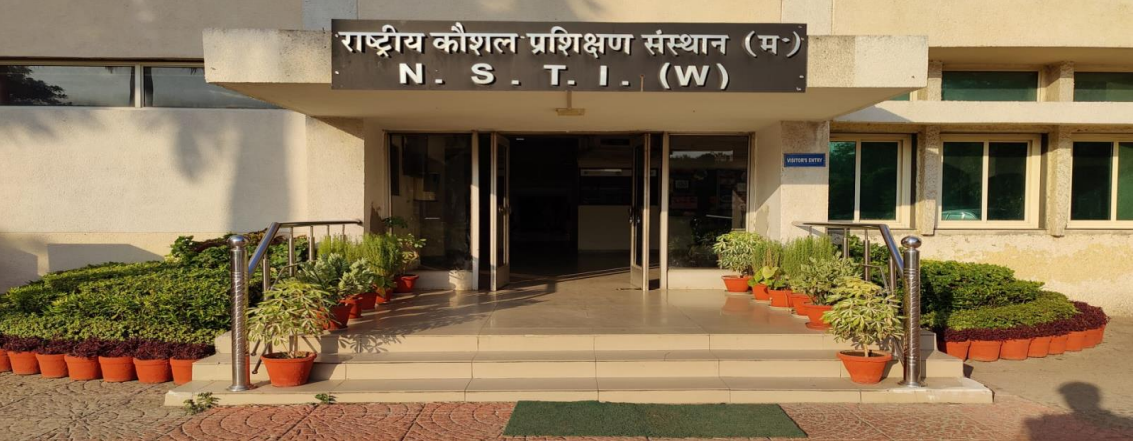 राष्ट्रीय कौशल प्रशिक्षण संस्थान (म॰)
N. S. T. I. (W)
VISITOR'S ENTRY